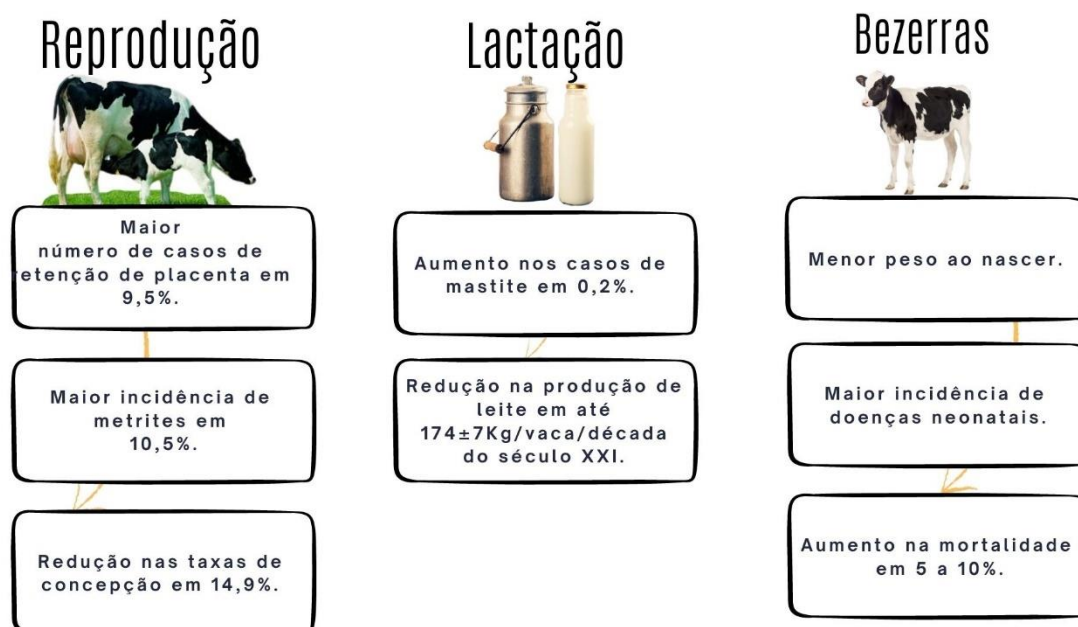 Reprodução
Maior
número de casos de
retenção de placenta em
9,5%.
Maior incidência de
metrites em
10,5%.
Redução nas taxas de
concepção em 14,9%.
Lactação
Aumento nos casos de
mastite em 0,2%.
Redução na produção de
leite em até
174±7Kg/vaca/década
do século XXI.
Bezerras
Menor peso ao nascer.
Maior incidência de
doenças neonatais.
Aumento na mortalidade
em 5 a 10%.